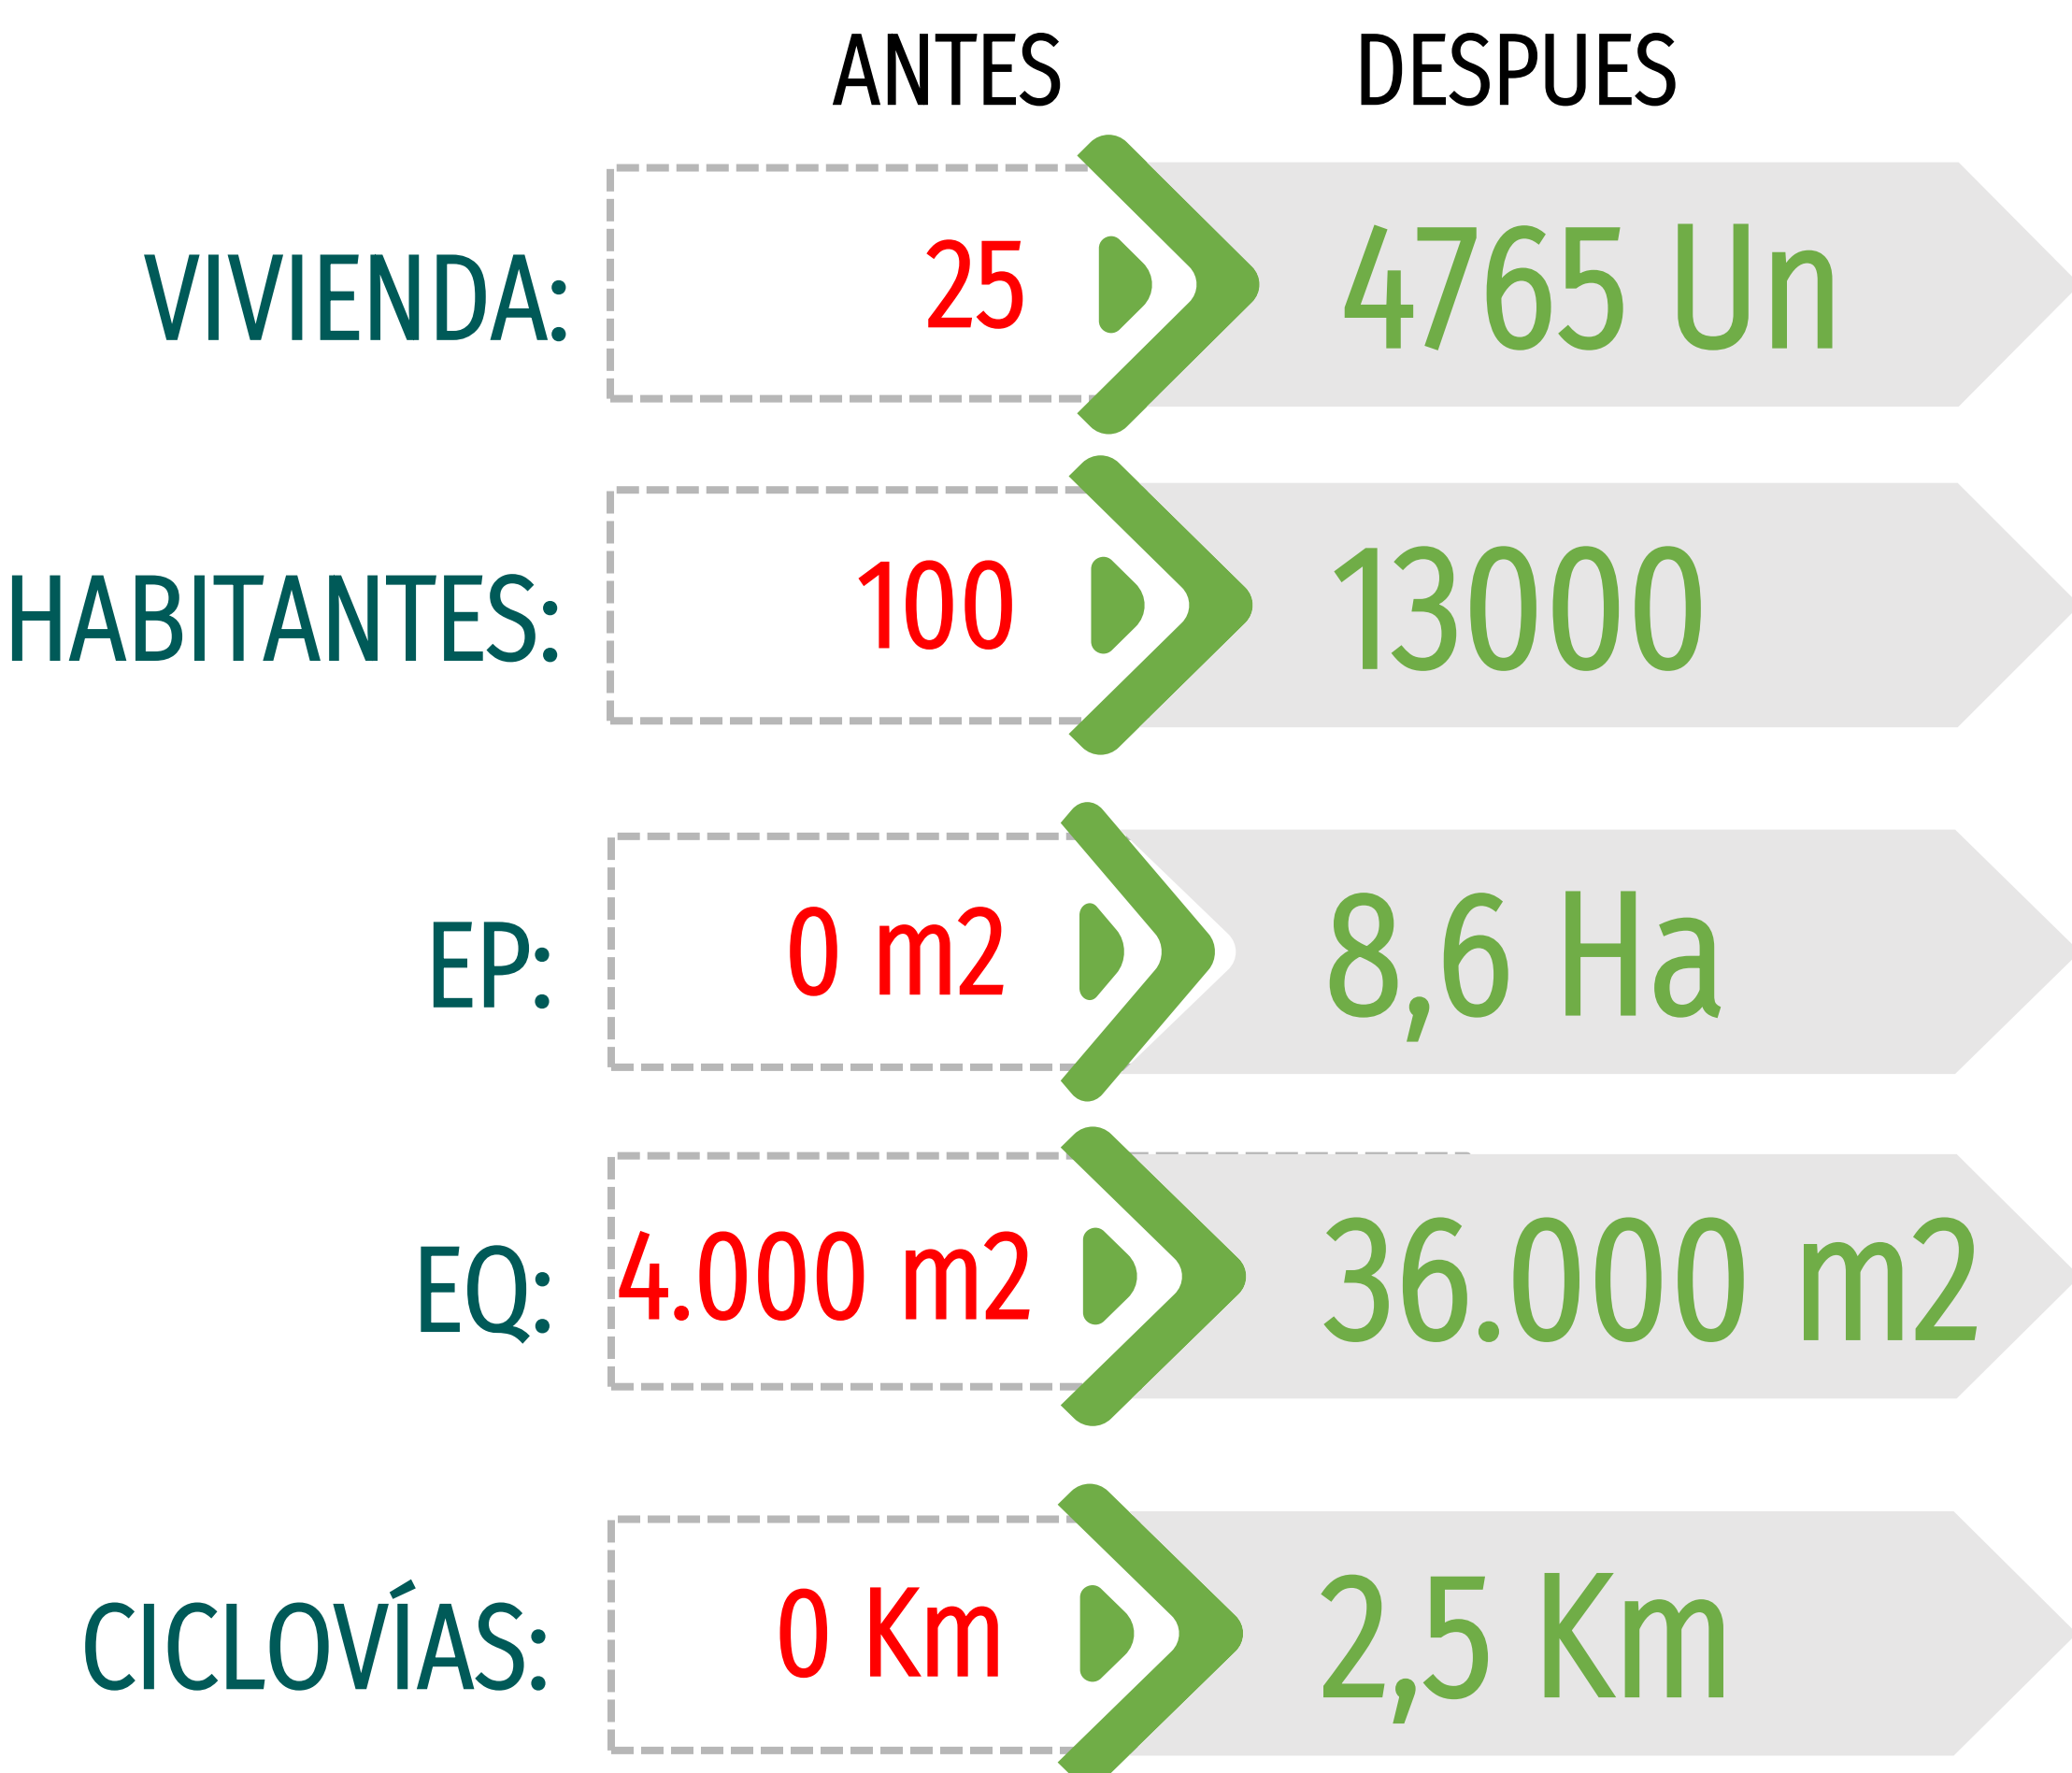 ANTES DESPUES
VIVIENDA: 25 4765 Un
HABITANTES: 100 13000
EP: 0 m2 8,6 Ha
EQ: 4.000 m2 36.000 m2
CICLOVÍAS: 0 Km 2,5 Km